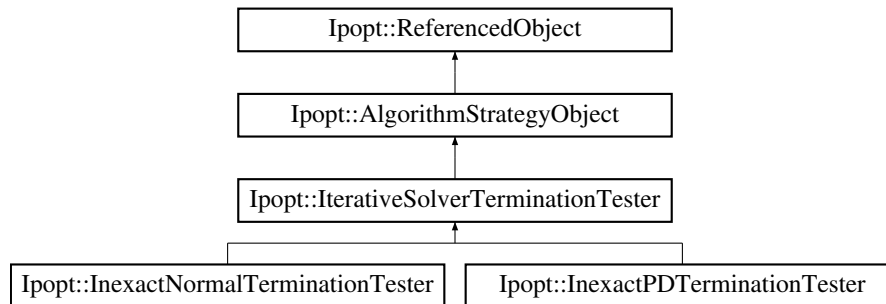 Ipopt::ReferencedObject
Ipopt::AlgorithmStrategyObject
Ipopt::IterativeSolverTerminationTester
Ipopt::InexactNormalTerminationTester
Ipopt::InexactPDTerminationTester